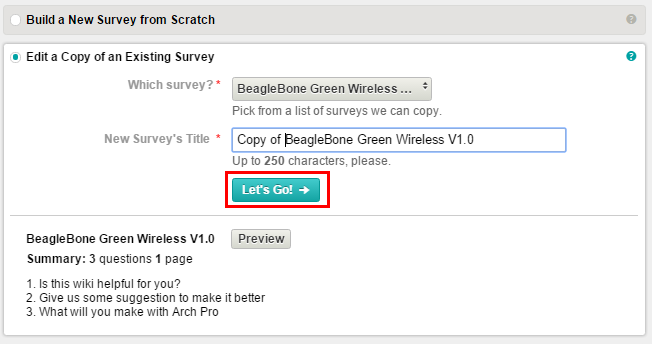 Build a New Survey from Scratch
?
Edit a Copy of an Existing Survey
?
Which survey? *
BeagleBone Green Wireless ...
Pick from a list of surveys we can copy.
New Survey's Title *
Copy of BeagleBone Green Wireless V1.0
Up to 250 characters, please.
Let's Go! →
BeagleBone Green Wireless V1.0 Preview
Summary: 3 questions 1 page
1. Is this wiki helpful for you?
2. Give us some suggestion to make it better
3. What will you make with Arch Pro